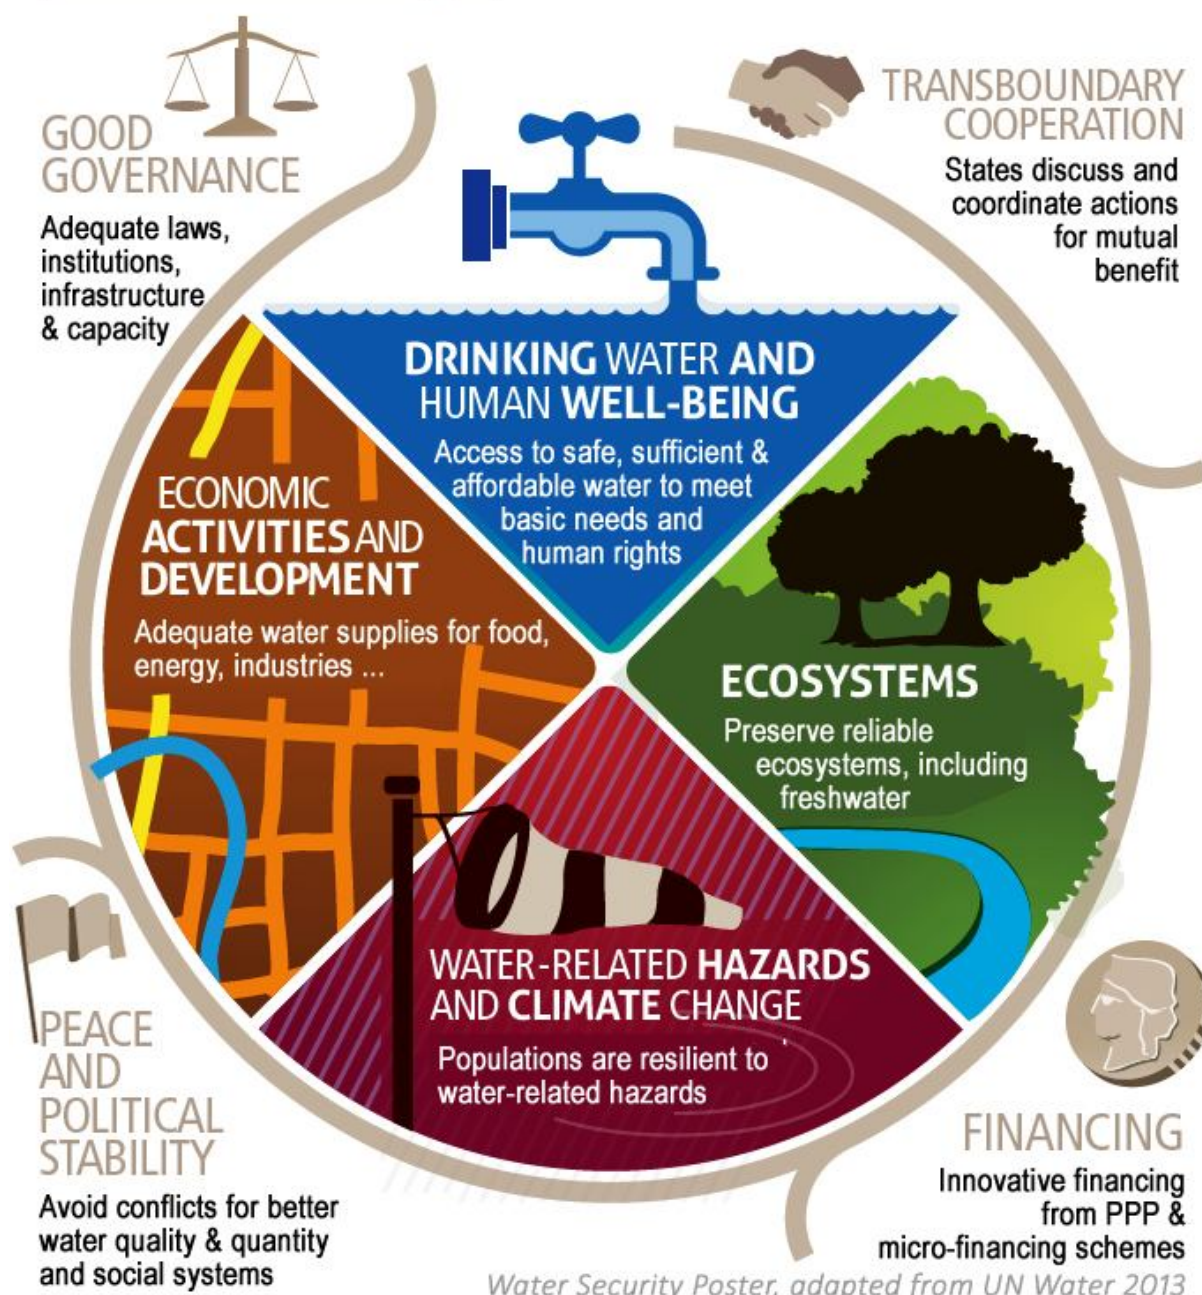 GOOD
GOVERNANCE
Adequate laws,
institutions,
infrastructure
& capacity
TRANSBOUNDARY
COOPERATION
States discuss and
coordinate actions
for mutual
benefit
DRINKING WATER AND
HUMAN WELL-BEING
Access to safe, sufficient &
affordable water to meet
basic needs and
human rights
ECONOMIC
ACTIVITIES AND
DEVELOPMENT
Adequate water supplies for food,
energy, industries ...
ECOSYSTEMS
Preserve reliable
ecosystems, including
freshwater
WATER-RELATED HAZARDS
AND CLIMATE CHANGE
Populations are resilient to
water-related hazards
PEACE
AND
POLITICAL
STABILITY
Avoid conflicts for better
water quality & quantity
and social systems
FINANCING
Innovative financing
from PPP &
micro-financing schemes
Water Security Poster, adapted from UN Water 2013